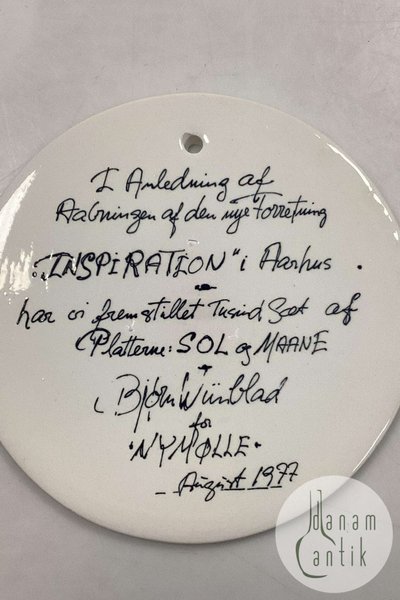 I Anledning af
Aabningen af den nye Forretning
"INSPIRATION" i Aarhus.
har vi fremstillet Tusind Sæt af
Platterne: SOL og MAANE
Bjørn Wiinblad
for
·NYMØLLE·
- August 1977
danam
antik